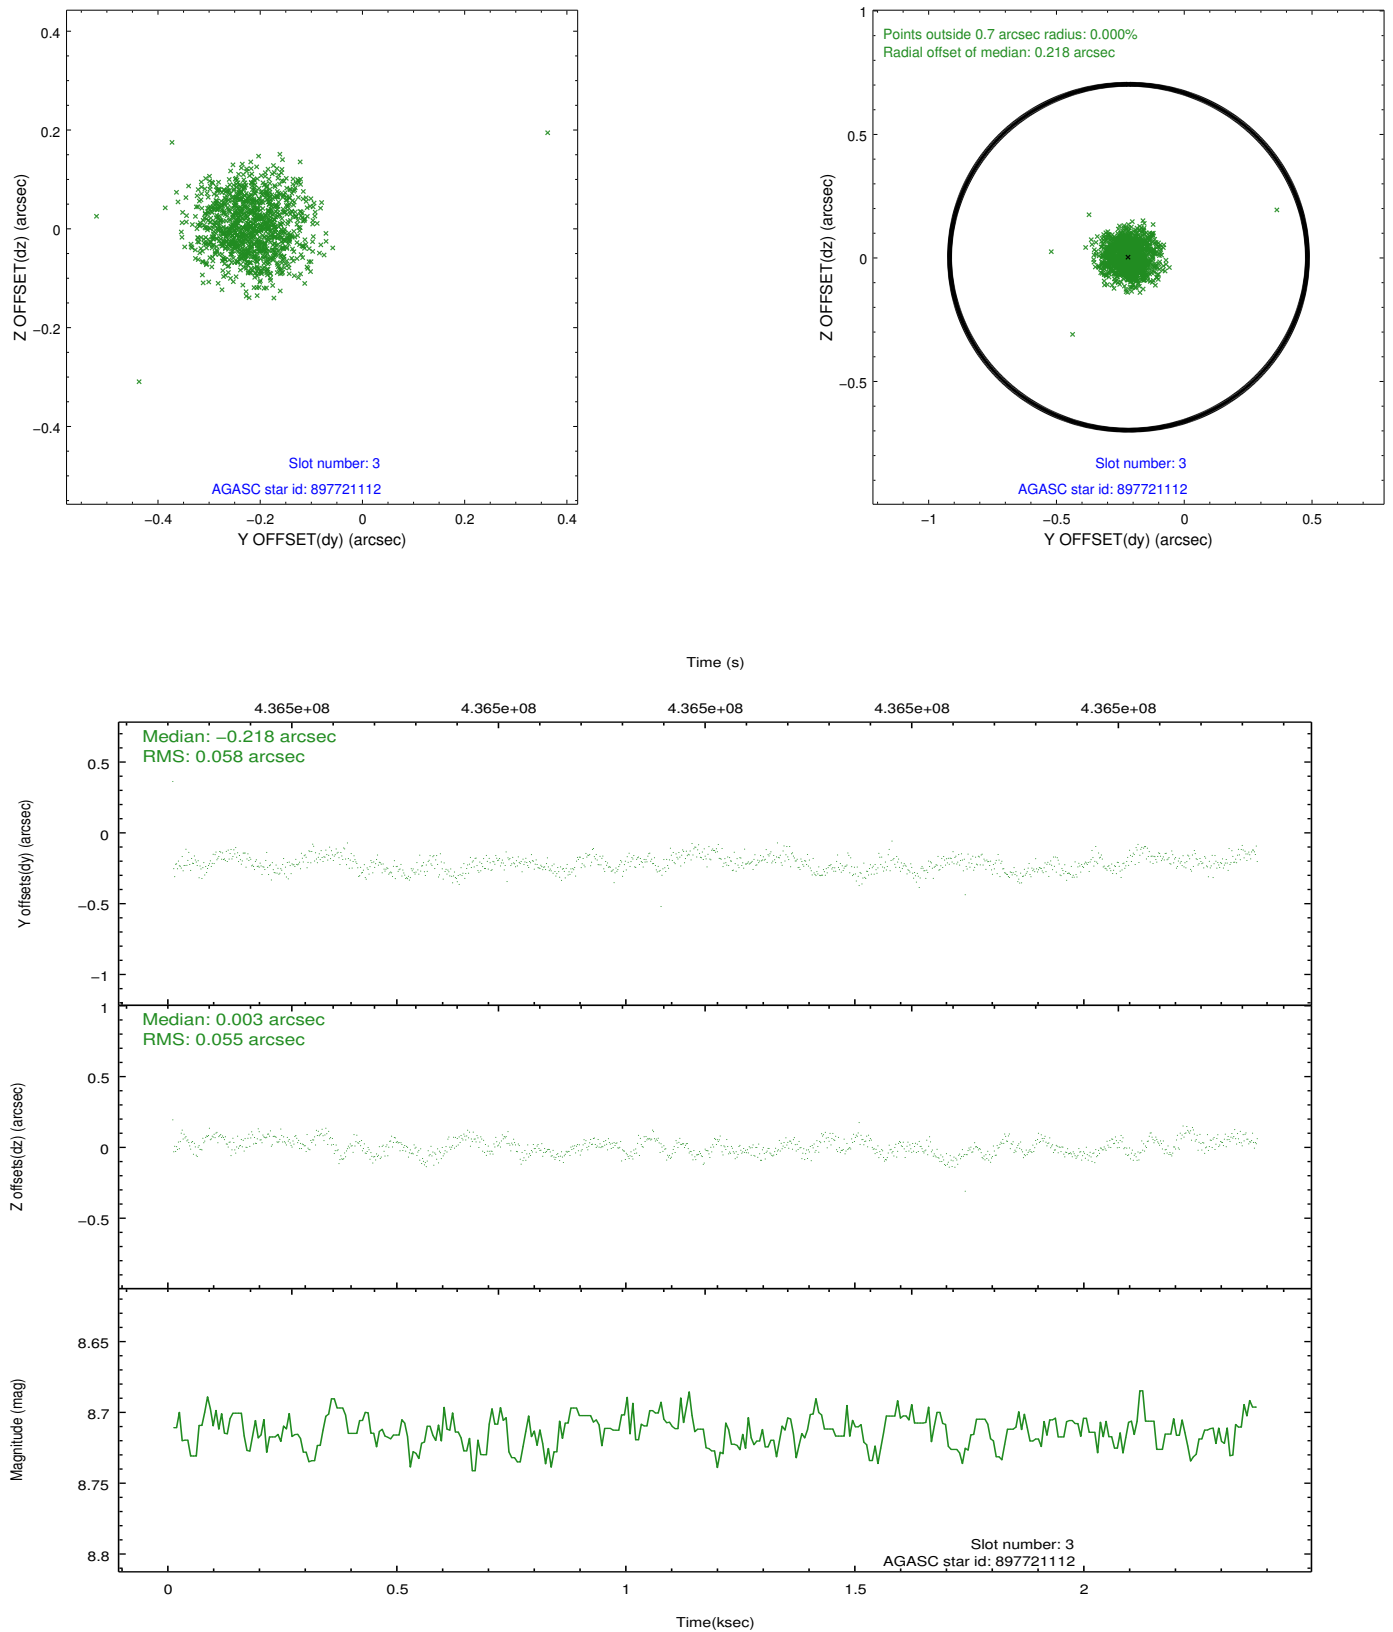 0.4
0.2
0
−0.2
−0.4
Z OFFSET(dz) (arcsec)
Slot number: 3
AGASC star id: 897721112
−0.4 −0.2 0 0.2 0.4
Y OFFSET(dy) (arcsec)
1
0.5
0
−0.5
Z OFFSET(dz) (arcsec)
Points outside 0.7 arcsec radius: 0.000%
Radial offset of median: 0.218 arcsec
Slot number: 3
AGASC star id: 897721112
−1 −0.5 0 0.5
Y OFFSET(dy) (arcsec)
Time (s)
4.365e+08 4.365e+08 4.365e+08 4.365e+08 4.365e+08
Median: −0.218 arcsec
RMS: 0.058 arcsec
0.5
0
−0.5
−1
Y offsets(dy) (arcsec)
Median: 0.003 arcsec
RMS: 0.055 arcsec
1
0.5
0
−0.5
Z offsets(dz) (arcsec)
8.65
8.7
8.75
8.8
Magnitude (mag)
Slot number: 3
AGASC star id: 897721112
0 0.5 1 1.5 2
Time(ksec)